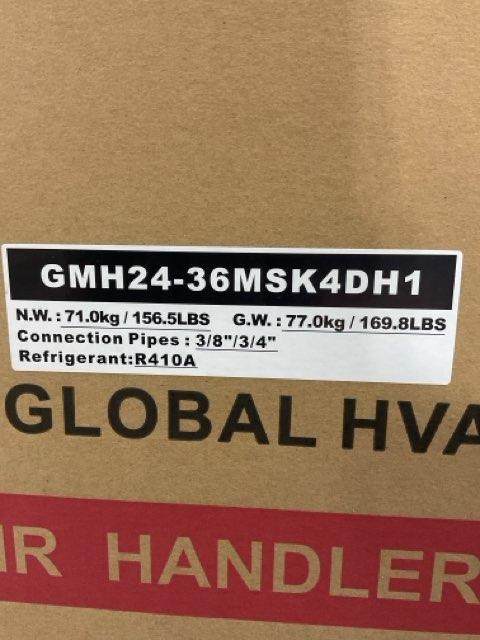 GMH24-36MSK4DH1
N.W. : 71.0kg / 156.5LBS G.W. : 77.0kg / 169.8LBS
Connection Pipes : 3/8"/3/4"
Refrigerant:R410A
GLOBAL HVA
IR HANDLER